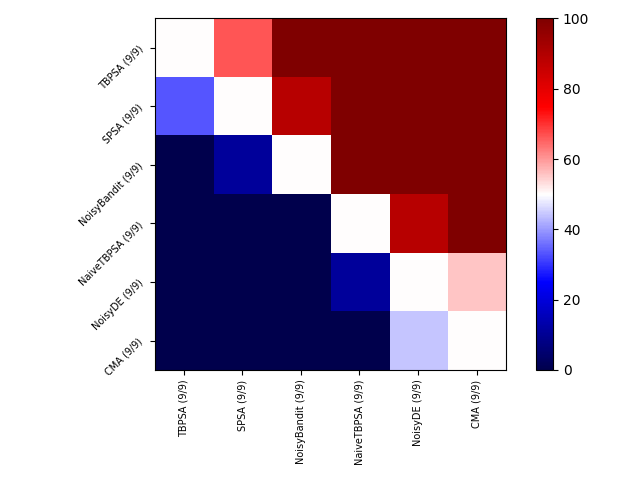 TBPSA (9/9)
SPSA (9/9)
NoisyBandit (9/9)
NaiveTBPSA (9/9)
NoisyDE (9/9)
CMA (9/9)
TBPSA (9/9)
SPSA (9/9)
NoisyBandit (9/9)
NaiveTBPSA (9/9)
NoisyDE (9/9)
CMA (9/9)
100
80
60
40
20
0